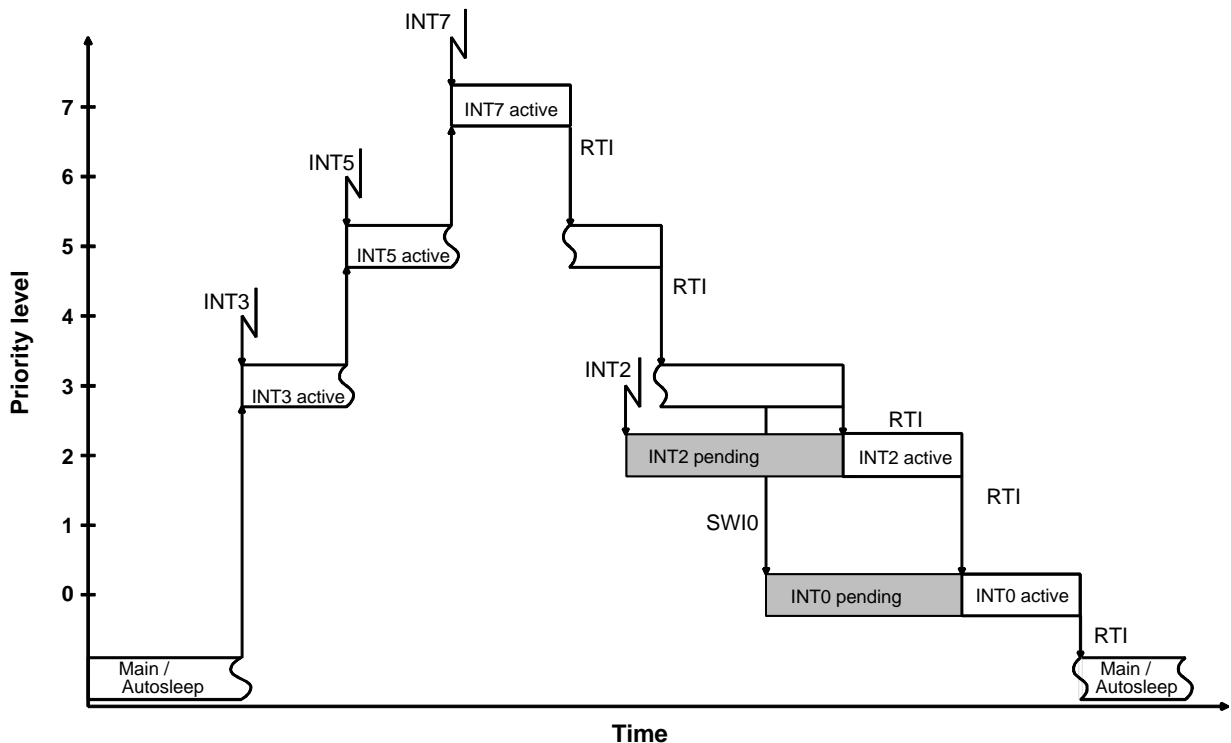 INT7
7
INT7 active
RTI
INT5
6
5
INT5 active
RTI
INT3
4
INT2
3
INT3 active
RTI
2
INT2 pending
INT2 active
RTI
1
SWI0
0
INT0 pending
INT0 active
RTI
Main /
Autosleep
Main /
Autosleep
Priority level
Time